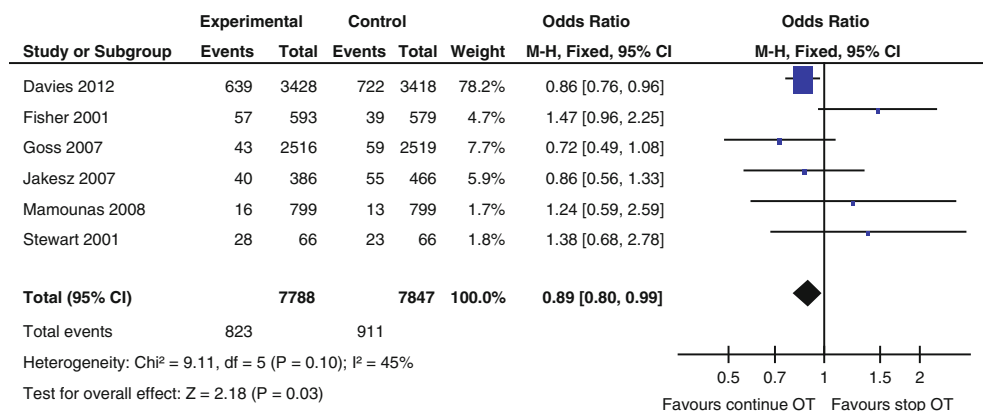 Experimental Control Odds Ratio Odds Ratio
Study or Subgroup Events Total Events Total Weight M-H, Fixed, 95% CI M-H, Fixed, 95% CI
Davies 2012 639 3428 722 3418 78.2% 0.86 [0.76, 0.96]
Fisher 2001 57 593 39 579 4.7% 1.47 [0.96, 2.25]
Goss 2007 43 2516 59 2519 7.7% 0.72 [0.49, 1.08]
Jakesz 2007 40 386 55 466 5.9% 0.86 [0.56, 1.33]
Mamounas 2008 16 799 13 799 1.7% 1.24 [0.59, 2.59]
Stewart 2001 28 66 23 66 1.8% 1.38 [0.68, 2.78]
Total (95% CI) 7788 7847 100.0% 0.89 [0.80, 0.99]
Total events 823 911
Heterogeneity: Chi² = 9.11, df = 5 (P = 0.10); I² = 45%
Test for overall effect: Z = 2.18 (P = 0.03)
0.5 0.7 1 1.5 2
Favours continue OT Favours stop OT